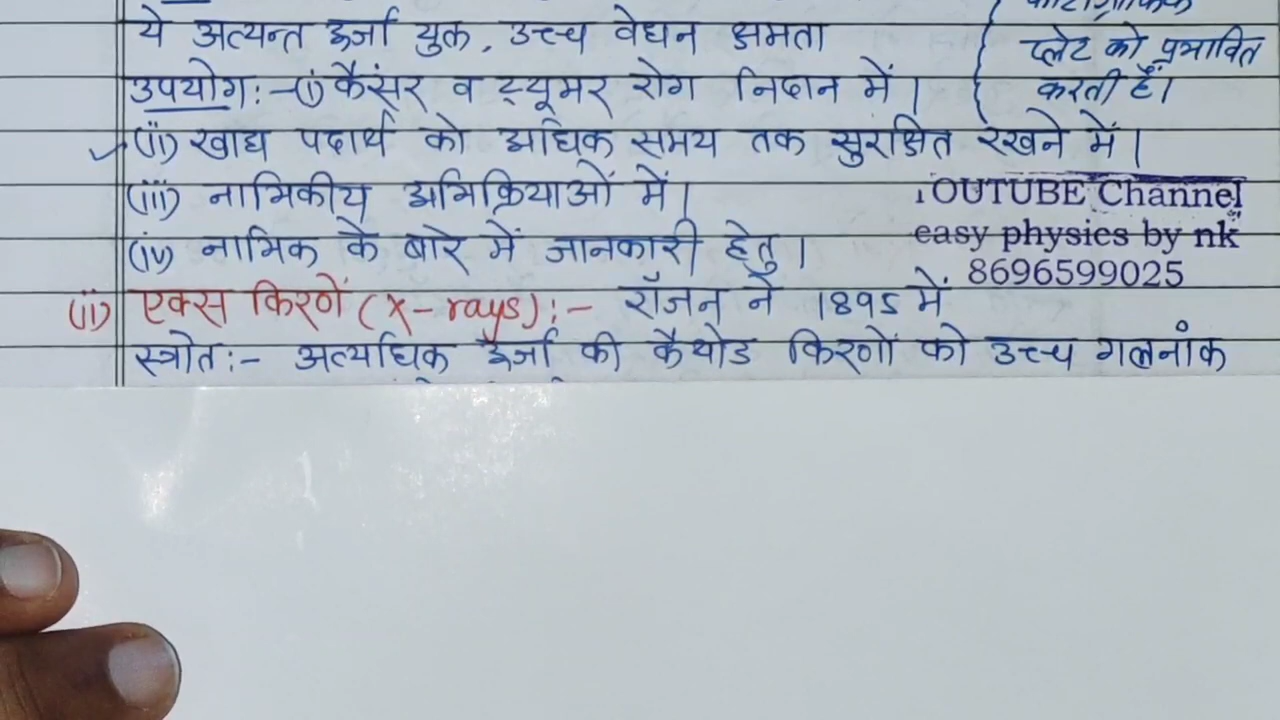 ये अत्यन्त ऊर्जा युक्त, उच्च वेधन क्षमता
प्लेट को प्रभावित
करती हैं।
उपयोग:-(i) कैंसर व ट्यूमर रोग निदान में।
(ii) खाद्य पदार्थ को अधिक समय तक सुरक्षित रखने में।
(iii) नाभिकीय अभिक्रियाओं में।
(iv) नाभिक के बारे में जानकारी हेतु।
OUTUBE Channel
easy physics by nk
8696599025
(ii) एक्स किरणें (x-rays):- रॉजन ने 1895 में
स्त्रोत:- अत्यधिक ऊर्जा की कैथोड किरणों को उच्च गलनांक